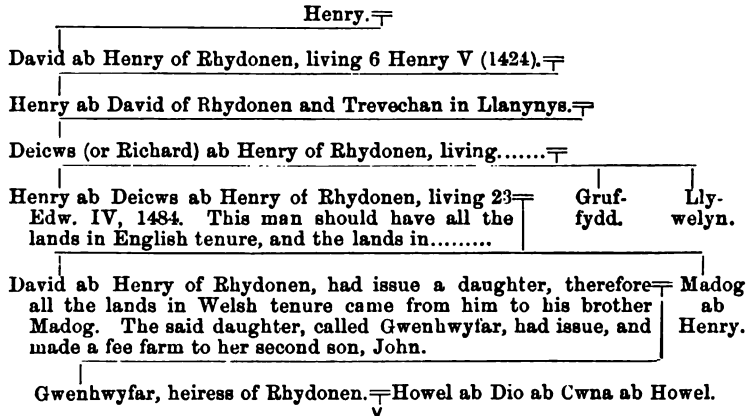 Henry.
David ab Henry of Rhydonen, living 6 Henry V (1424).
Henry ab David of Rhydonen and Trevechan in Llanynys.
Deicws (or Richard) ab Henry of Rhydonen, living.......
Henry ab Deicws ab Henry of Rhydonen, living 23 Gruf- Lly-
Edw. IV, 1484. This man should have all the fydd. welyn.
lands in English tenure, and the lands in.........
David ab Henry of Rhydonen, had issue a daughter, therefore Madog
all the lands in Welsh tenure came from him to his brother ab
Madog. The said daughter, called Gwenhwyfar, had issue, and Henry.
made a fee farm to her second son, John.
Gwenhwyfar, heiress of Rhydonen. Howel ab Dio ab Cwna ab Howel.